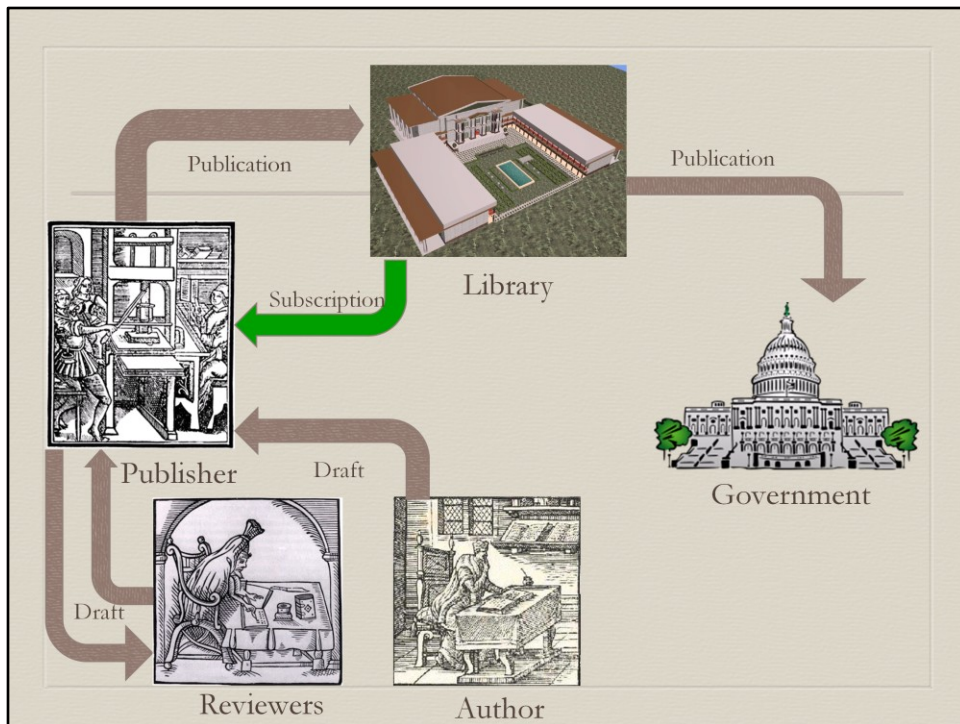 Publication
Publication
Library
Subscription
Publisher
Draft
Government
Draft
Reviewers
Author